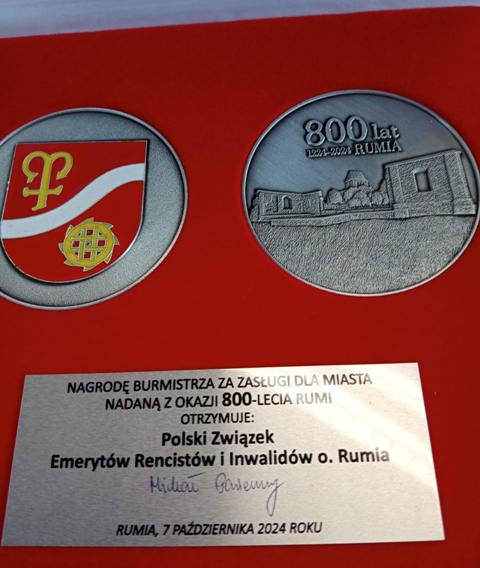 800 lat
1224-2024 RUMIA
NAGRODĘ BURMISTRZA ZA ZASŁUGI DLA MIASTA
NADANĄ Z OKAZJI 800-LECIA RUMI
OTRZYMUJE:
Polski Związek
Emerytów Rencistów i Inwalidów o. Rumia
Michał
RUMIA, 7 PAŹDZIERNIKA 2024 ROKU